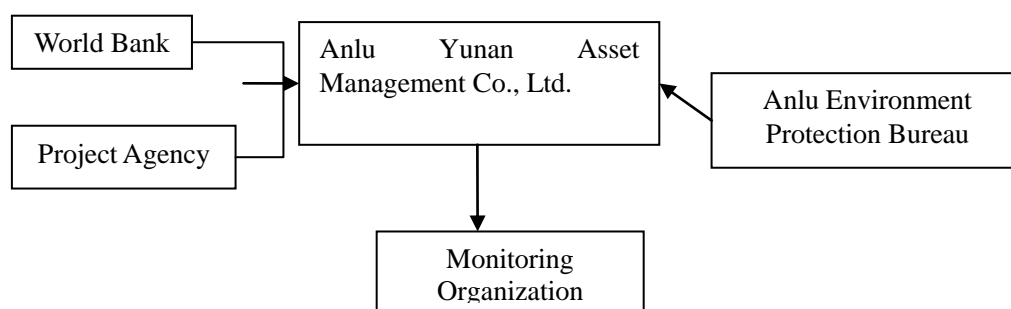 World Bank
Anlu Yunan Asset
Management Co., Ltd.
Anlu Environment
Protection Bureau
Project Agency
Monitoring
Organization